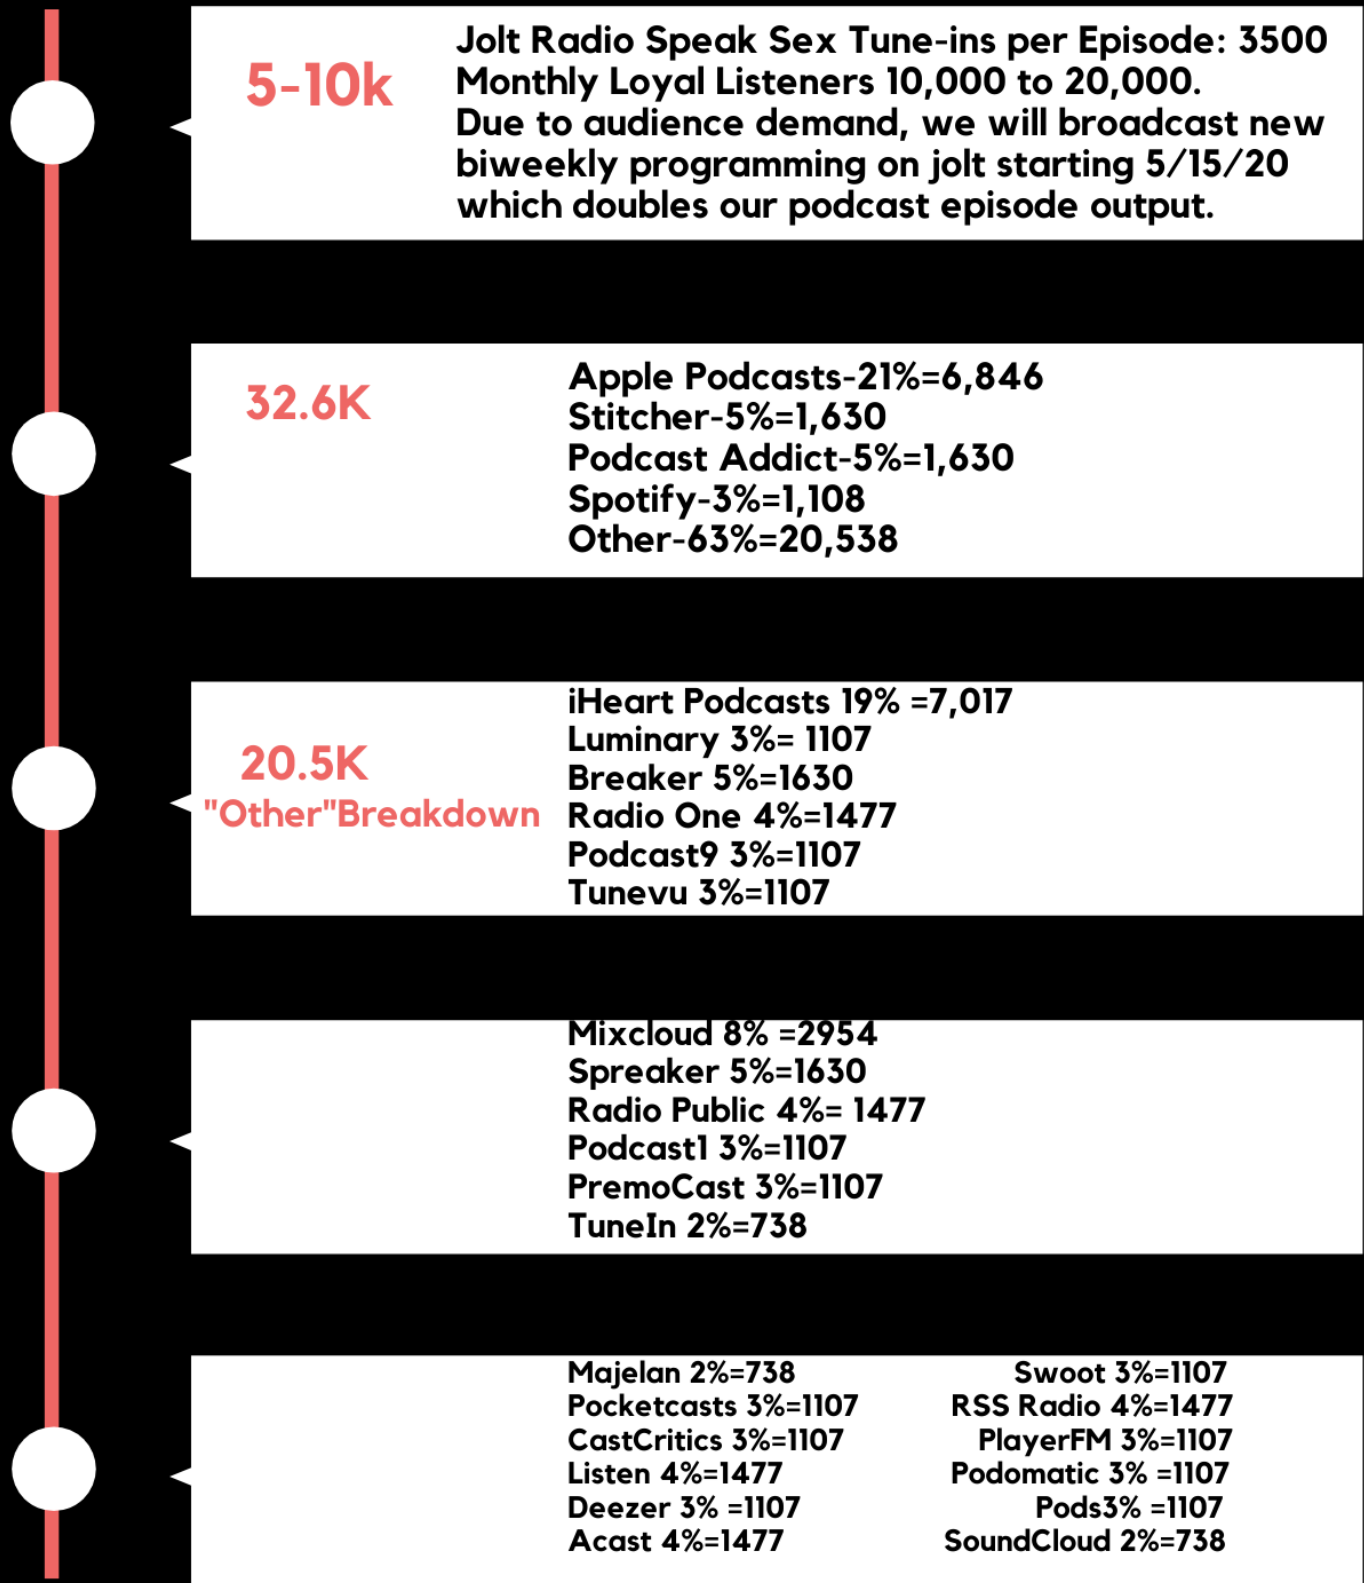 5-10k
Jolt Radio Speak Sex Tune-ins per Episode: 3500
Monthly Loyal Listeners 10,000 to 20,000.
Due to audience demand, we will broadcast new
biweekly programming on jolt starting 5/15/20
which doubles our podcast episode output.
32.6K
Apple Podcasts-21%=6,846
Stitcher-5%=1,630
Podcast Addict-5%=1,630
Spotify-3%=1,108
Other-63%=20,538
20.5K
"Other"Breakdown
iHeart Podcasts 19% =7,017
Luminary 3%= 1107
Breaker 5%=1630
Radio One 4%=1477
Podcast9 3%=1107
Tunevu 3%=1107
Mixcloud 8% =2954
Spreaker 5%=1630
Radio Public 4%= 1477
Podcast1 3%=1107
PremoCast 3%=1107
TuneIn 2%=738
Majelan 2%=738
Pocketcasts 3%=1107
CastCritics 3%=1107
Listen 4%=1477
Deezer 3% =1107
Acast 4%=1477
Swoot 3%=1107
RSS Radio 4%=1477
PlayerFM 3%=1107
Podomatic 3% =1107
Pods3% =1107
SoundCloud 2%=738